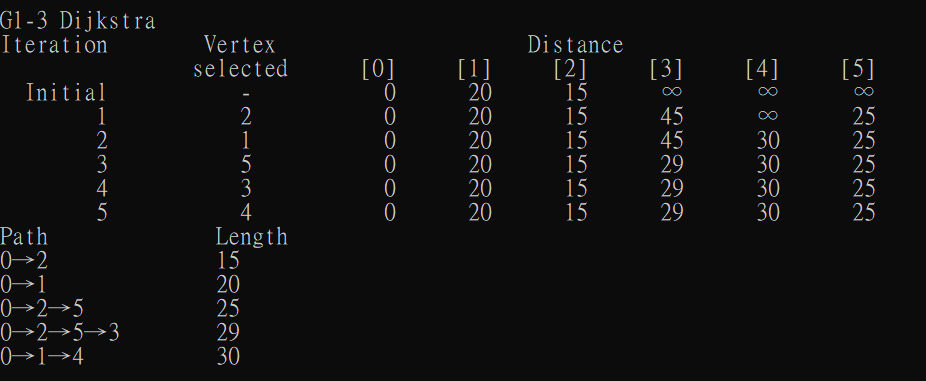 G1-3 Dijkstra
Iteration Vertex Distance
selected [0] [1] [2] [3] [4] [5]
Initial - 0 20 15 ∞ ∞ ∞
1 2 0 20 15 45 ∞ 25
2 1 0 20 15 45 30 25
3 5 0 20 15 29 30 25
4 3 0 20 15 29 30 25
5 4 0 20 15 29 30 25
Path Length
0→2 15
0→1 20
0→2→5 25
0→2→5→3 29
0→1→4 30